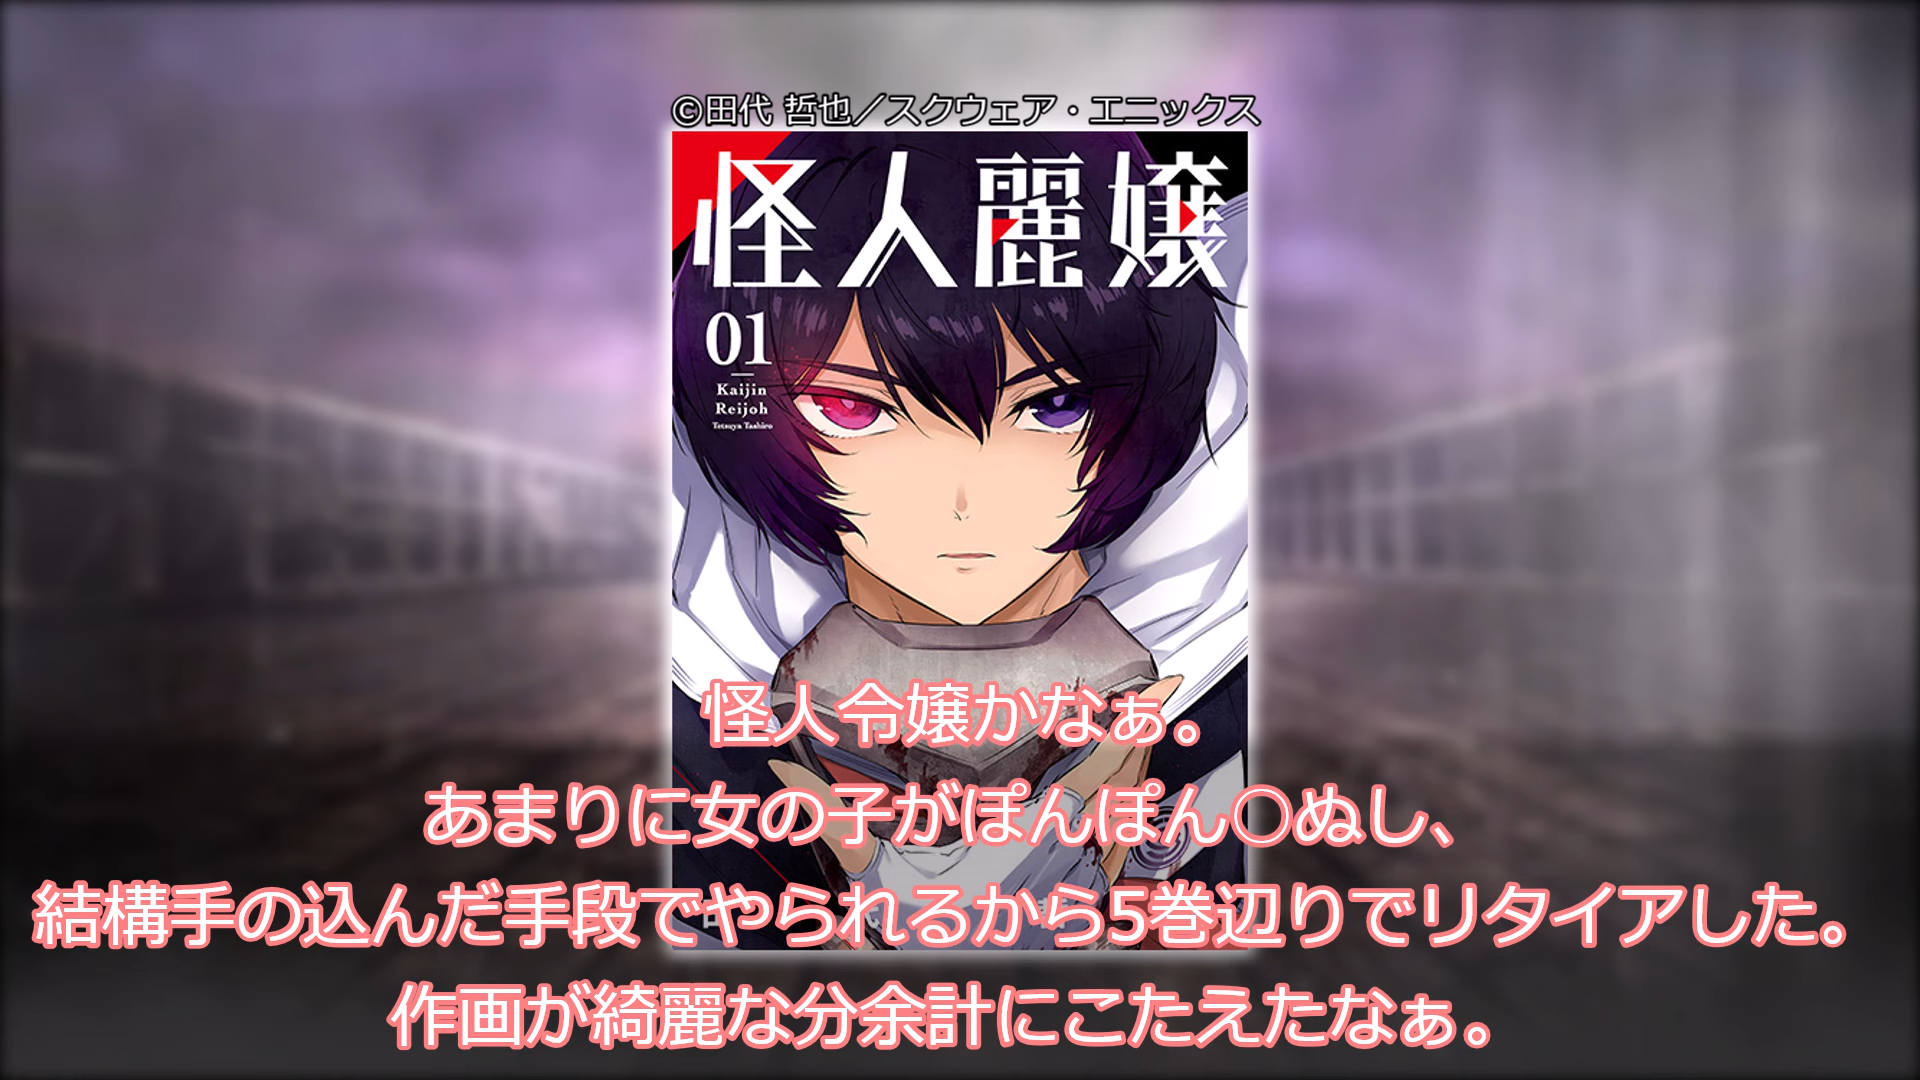 ©田代 哲也／スクウェア・エニックス
怪人麗嬢
01
Kaijin
Reijoh
Tetsuya Tashiro
怪人令嬢かなぁ。
あまりに女の子がぽんぽん○ぬし、
結構手の込んだ手段でやられるから5巻辺りでリタイアした。
作画が綺麗な分余計にこたえたなぁ。